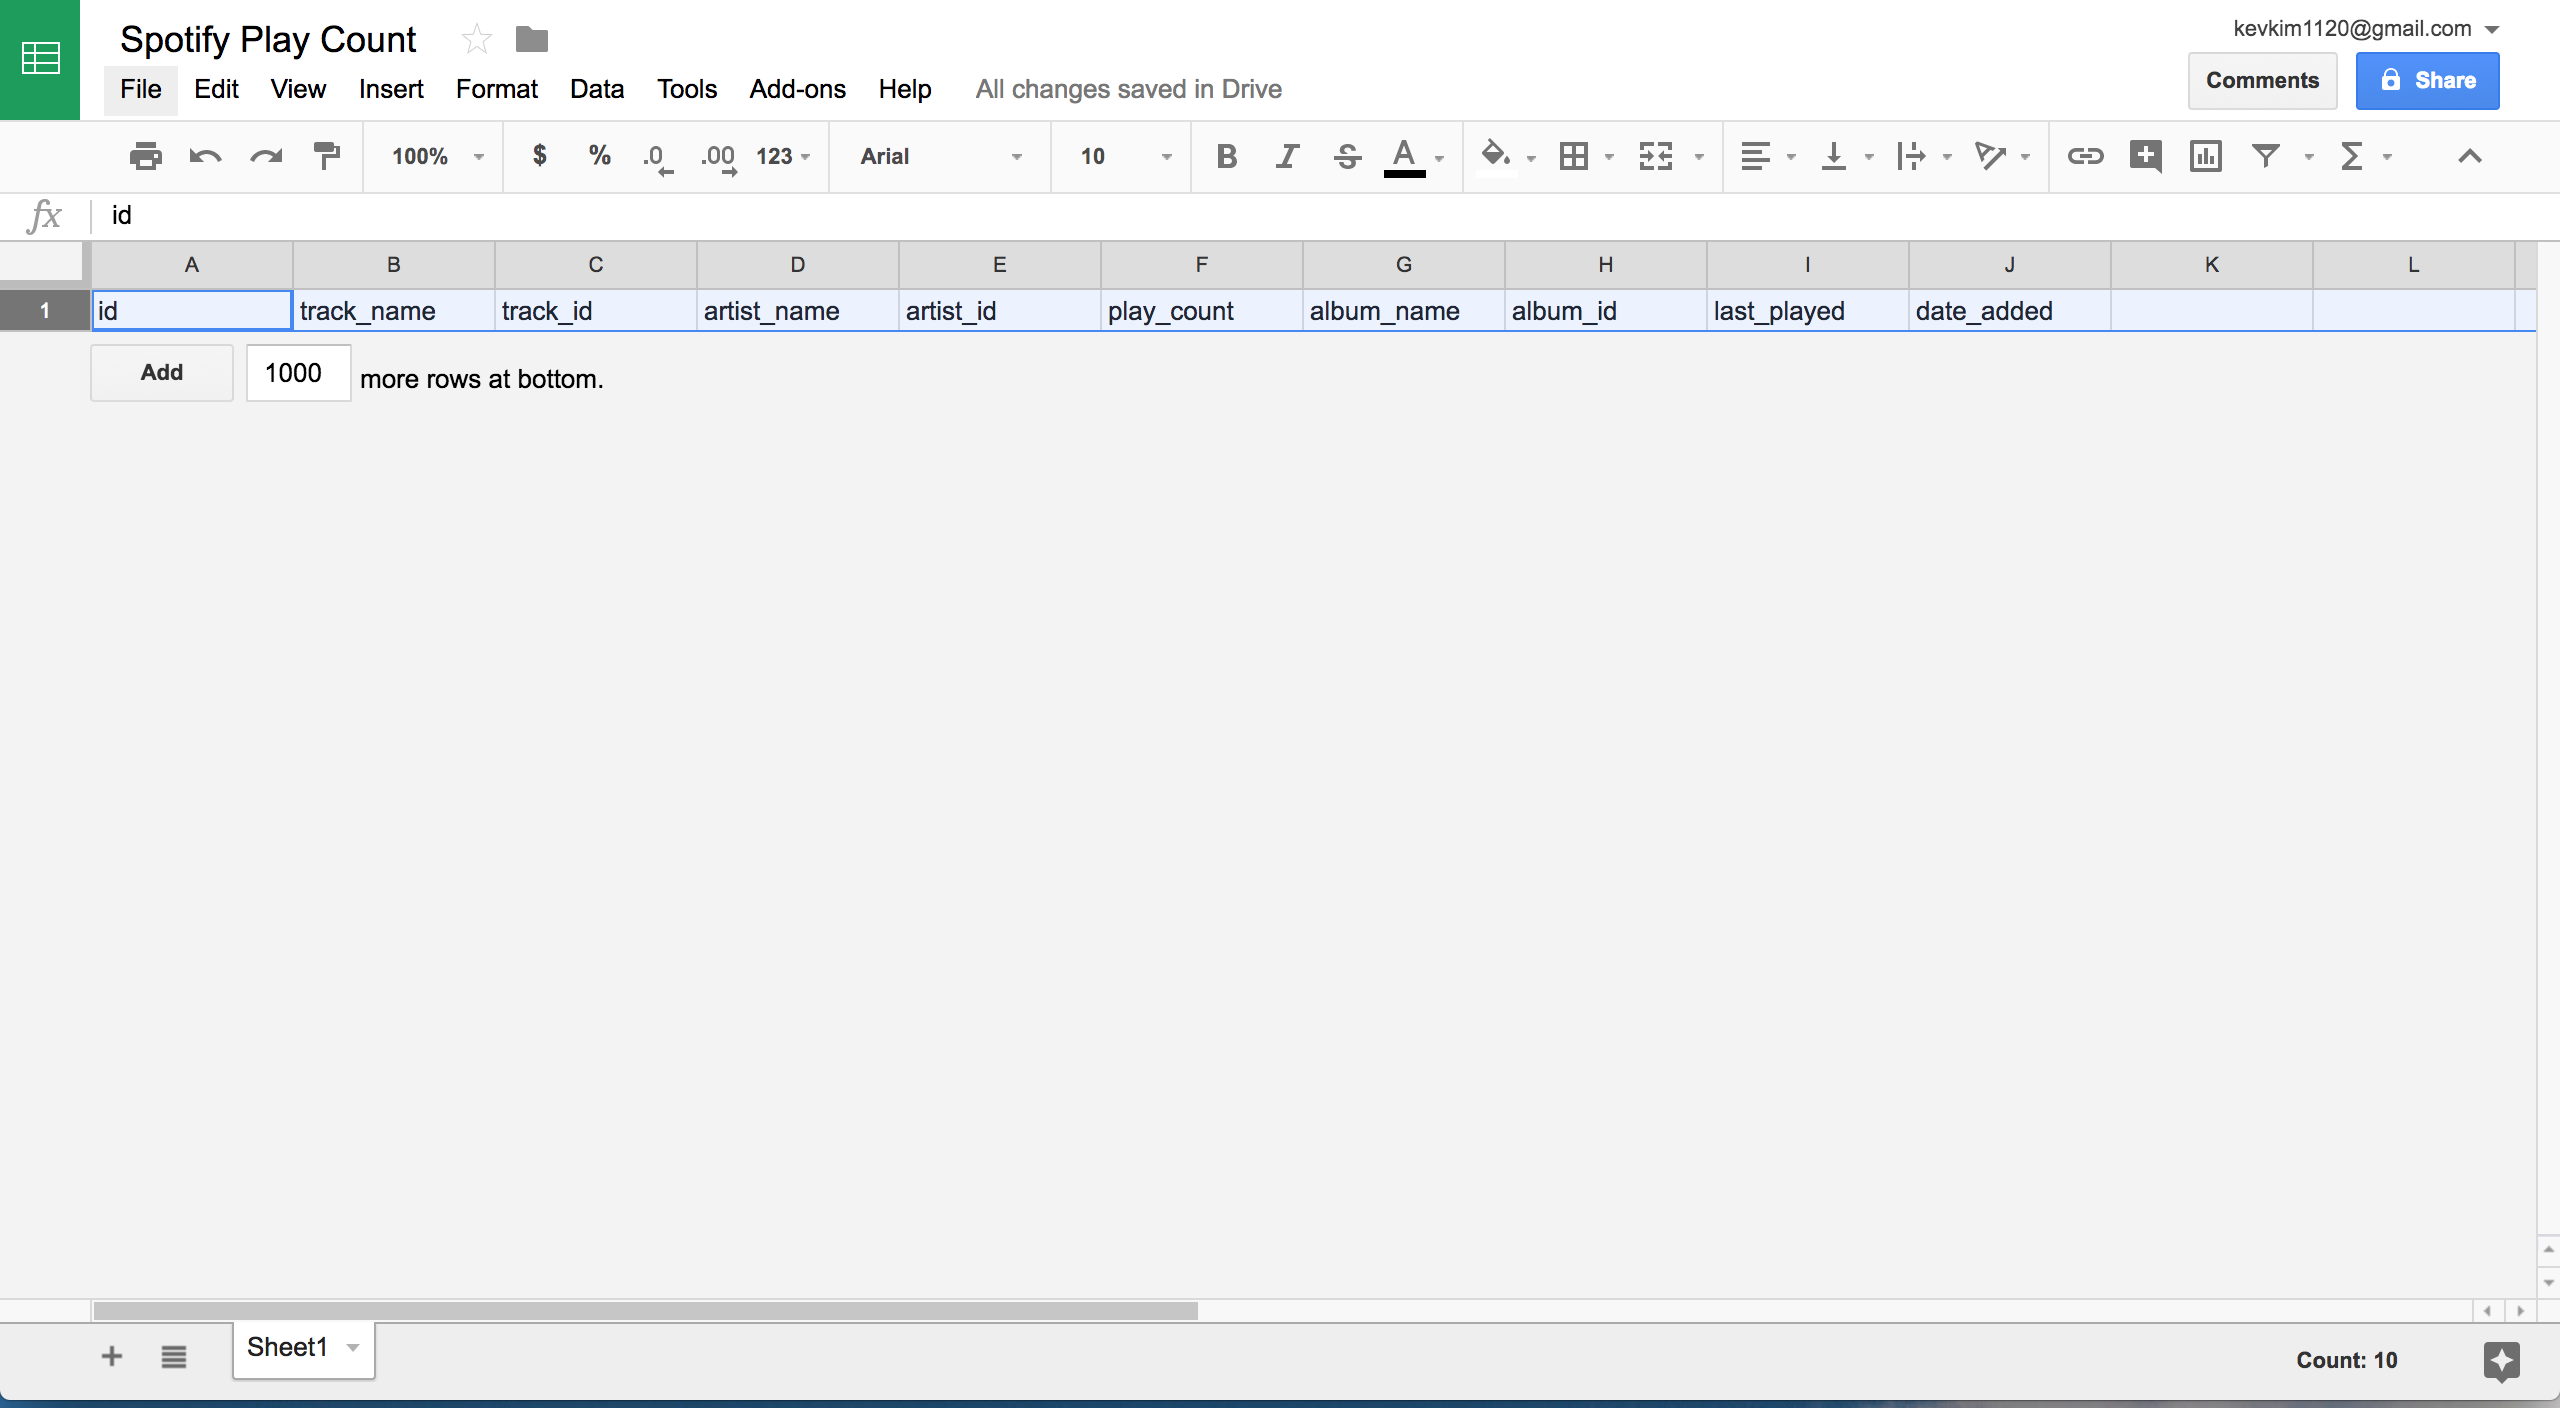 Spotify Play Count
kevkim1120@gmail.com
File Edit View Insert Format Data Tools Add-ons Help All changes saved in Drive
Comments Share
100% $ % .0 .00 123 Arial 10 B I S A Σ
fx id
A B C D E F G H I J K L
1 id track_name track_id artist_name artist_id play_count album_name album_id last_played date_added
Add 1000 more rows at bottom.
Sheet1 Count: 10